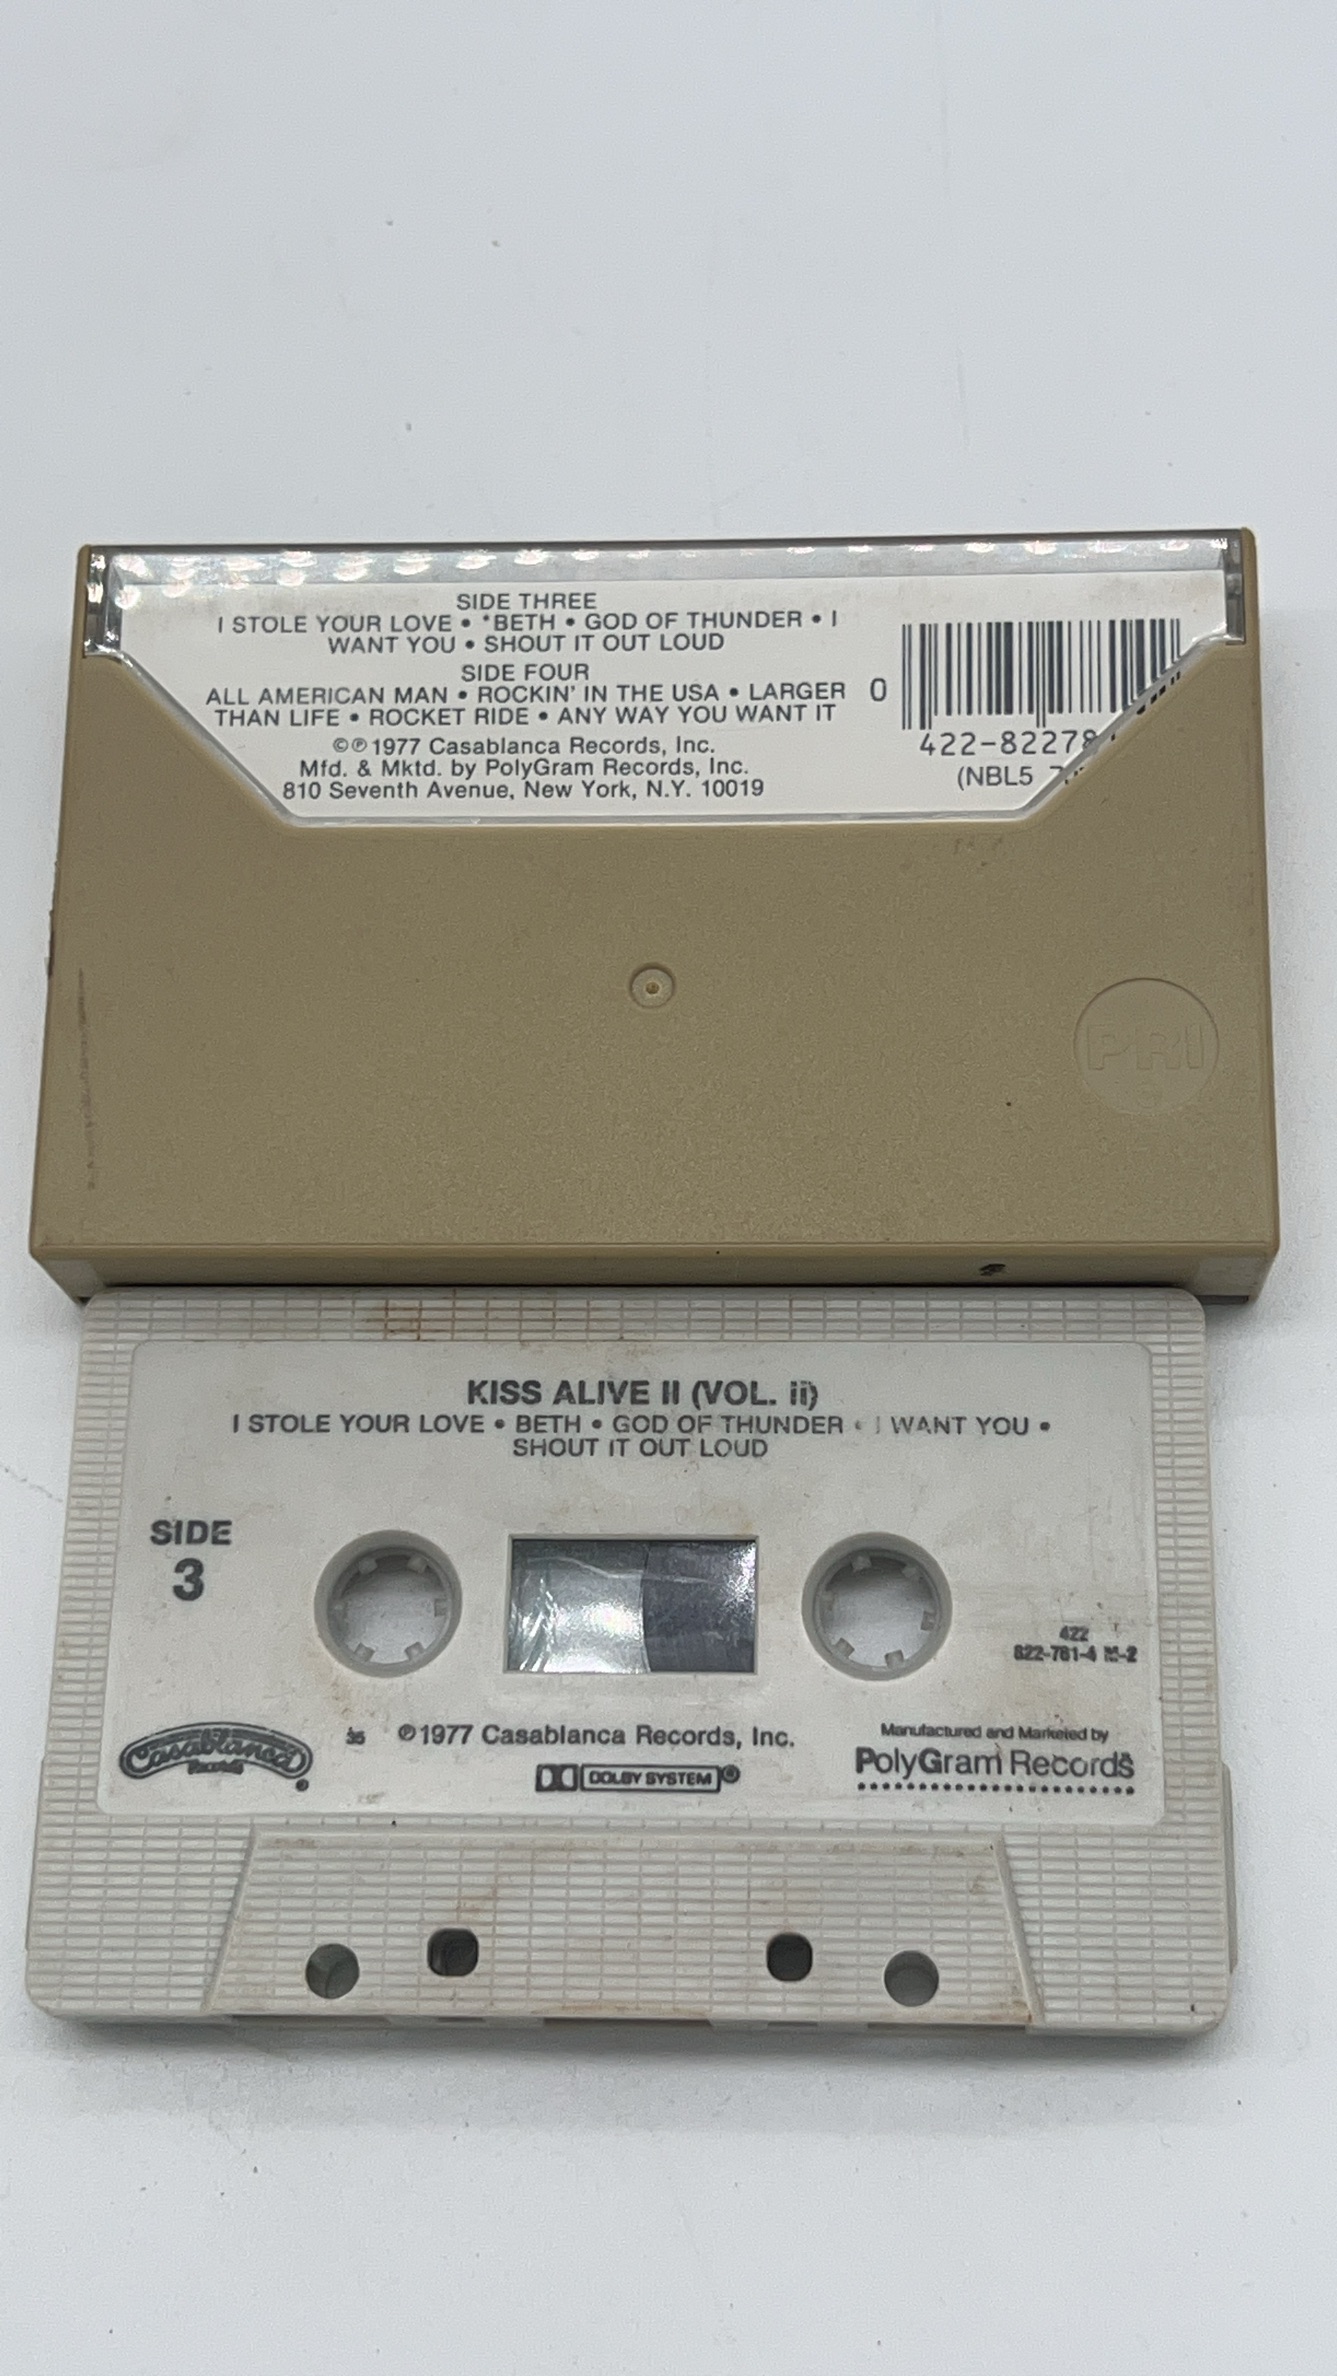 SIDE THREE
I STOLE YOUR LOVE • *BETH • GOD OF THUNDER • I
WANT YOU • SHOUT IT OUT LOUD
SIDE FOUR
ALL AMERICAN MAN • ROCKIN' IN THE USA • LARGER
THAN LIFE • ROCKET RIDE • ANY WAY YOU WANT IT
©℗1977 Casablanca Records, Inc.
Mfd. & Mktd. by PolyGram Records, Inc.
810 Seventh Avenue, New York, N.Y. 10019
0
422-82278
(NBL5
PRI
KISS ALIVE II (VOL. ii)
I STOLE YOUR LOVE • BETH • GOD OF THUNDER • I WANT YOU •
SHOUT IT OUT LOUD
SIDE
3
422
822-781-4 M-2
Casablanca
Records
35
℗1977 Casablanca Records, Inc.
DOLBY SYSTEM®
Manufactured and Marketed by
PolyGram Records